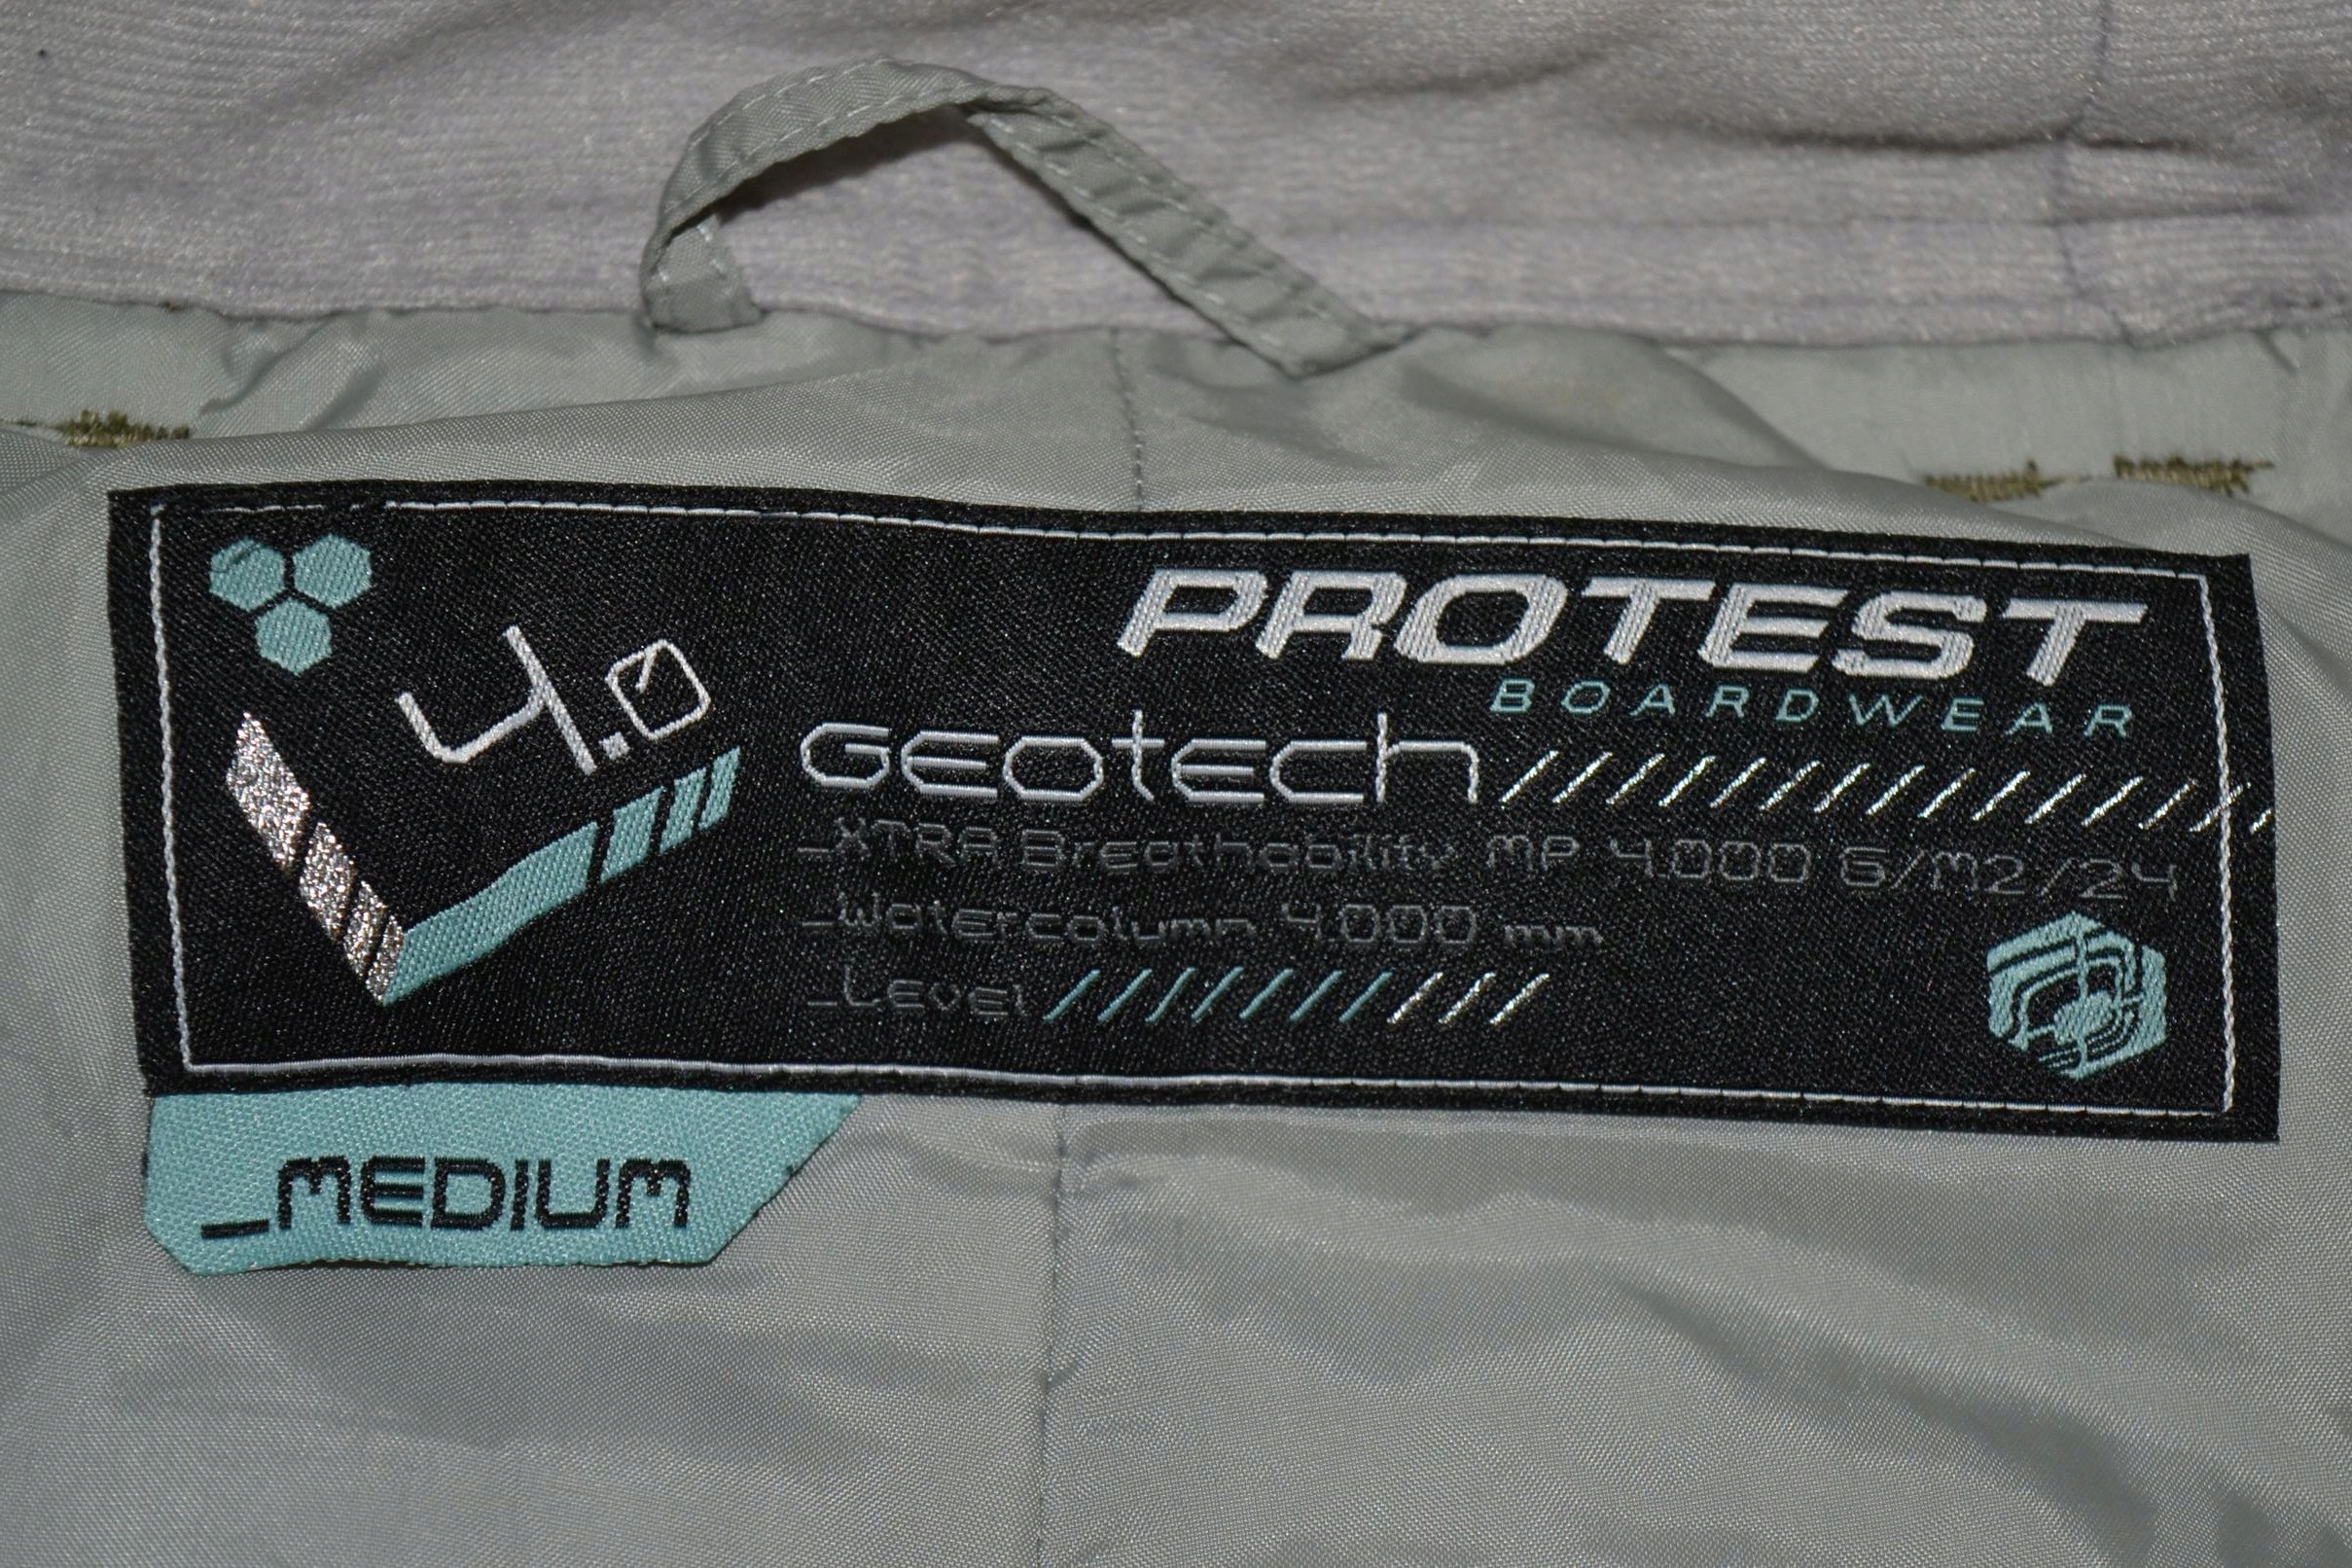 4.0
PROTEST
BOARDWEAR
GEOtECh
_XTRA Breathability MP 4.000 G/M2/24
_Watercolumn 4.000 mm
_Level
_MEDIUM